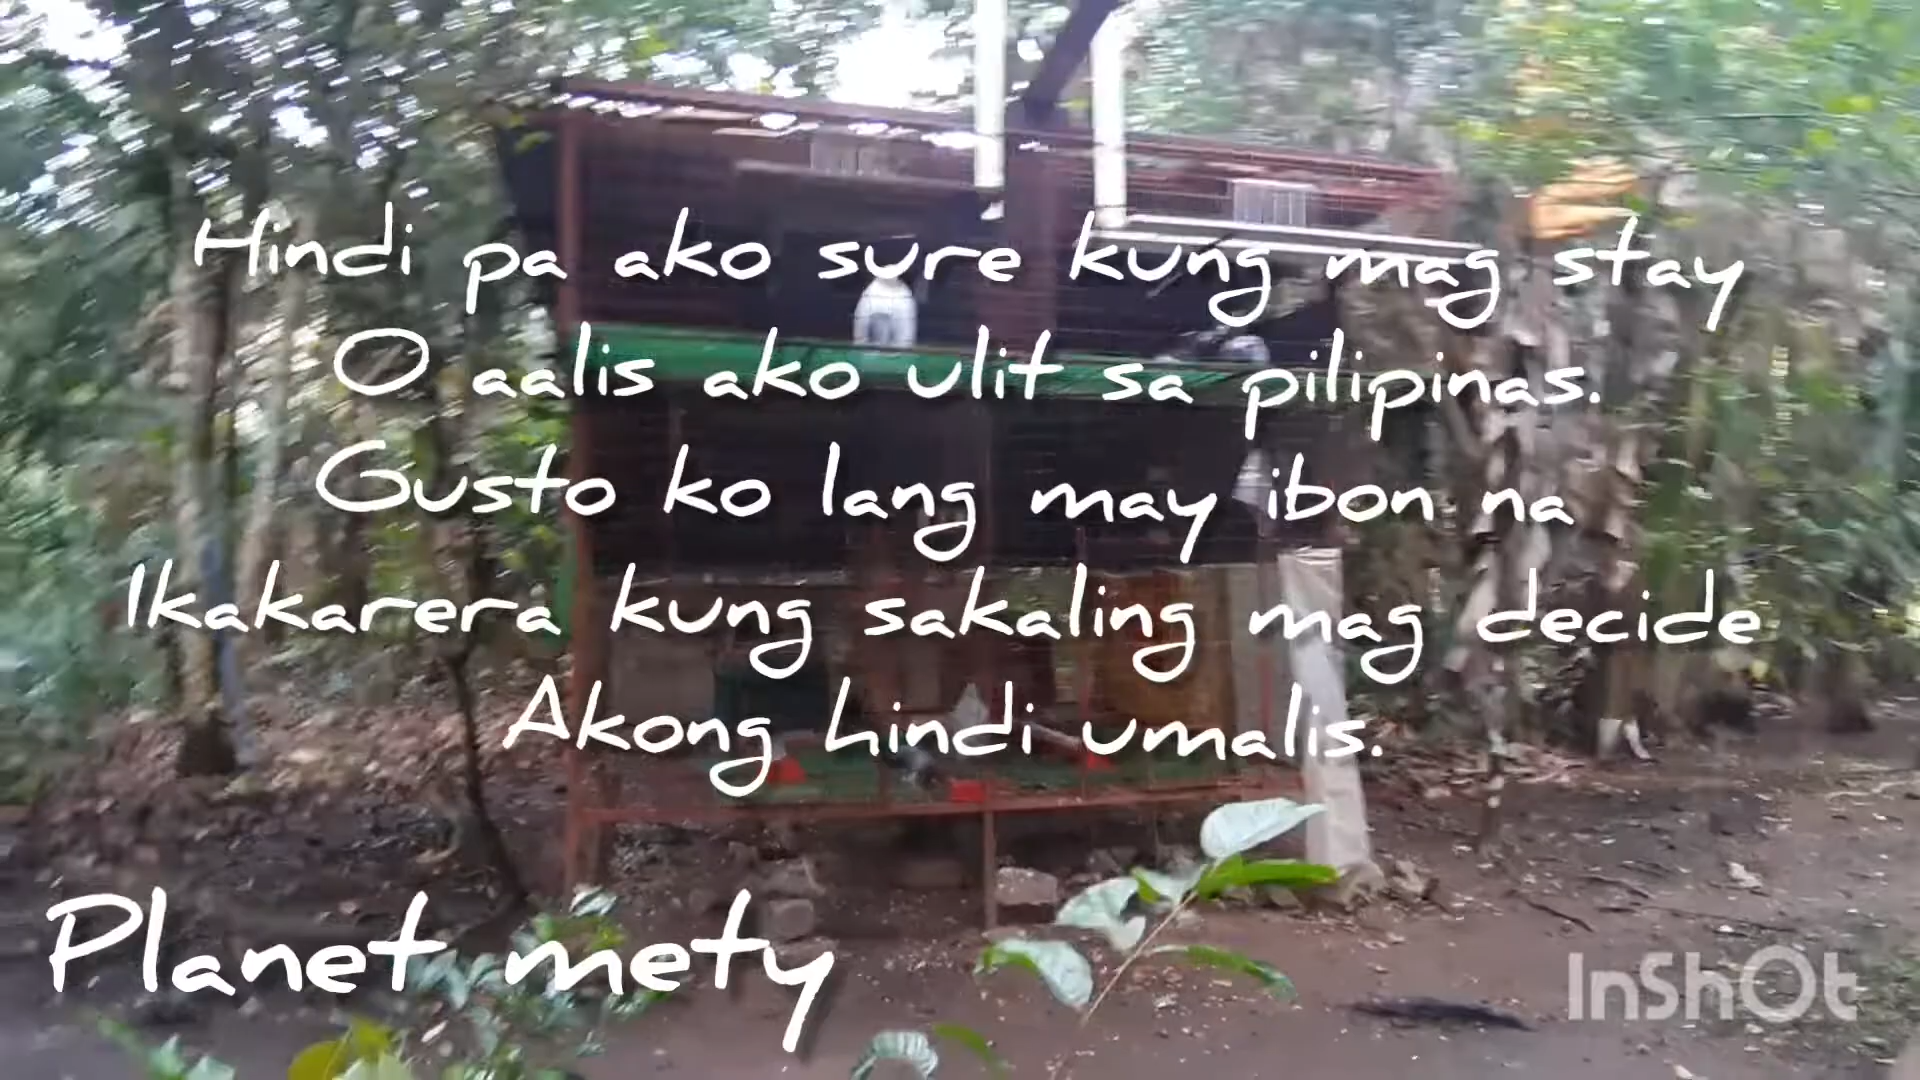 Hindi pa ako sure kung mag stay
O aalis ako ulit sa pilipinas.
Gusto ko lang may ibon na
Ikakarera kung sakaling mag decide
Akong hindi umalis.
Planet mety
InShOt